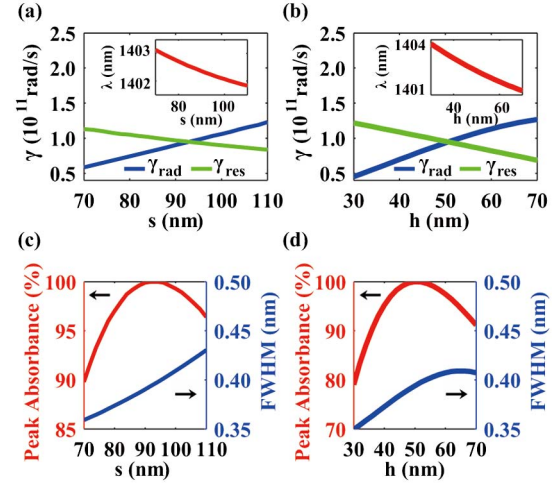 (a)
γ (10¹¹rad/s)
2.5
2.0
1.5
1.0
0.5
λ (nm)
1403
1402
80
100
s (nm)
γrad
γres
70
80
90
100
110
s (nm)
(b)
γ (10¹¹rad/s)
2.5
2.0
1.5
1.0
0.5
λ (nm)
1404
1401
40
60
h (nm)
γrad
γres
30
40
50
60
70
h (nm)
(c)
Peak Absorbance (%)
100
95
90
85
0.50
0.45
0.40
0.35
FWHM (nm)
70
80
90
100
110
s (nm)
(d)
Peak Absorbance (%)
100
90
80
70
0.50
0.45
0.40
0.35
FWHM (nm)
30
40
50
60
70
h (nm)